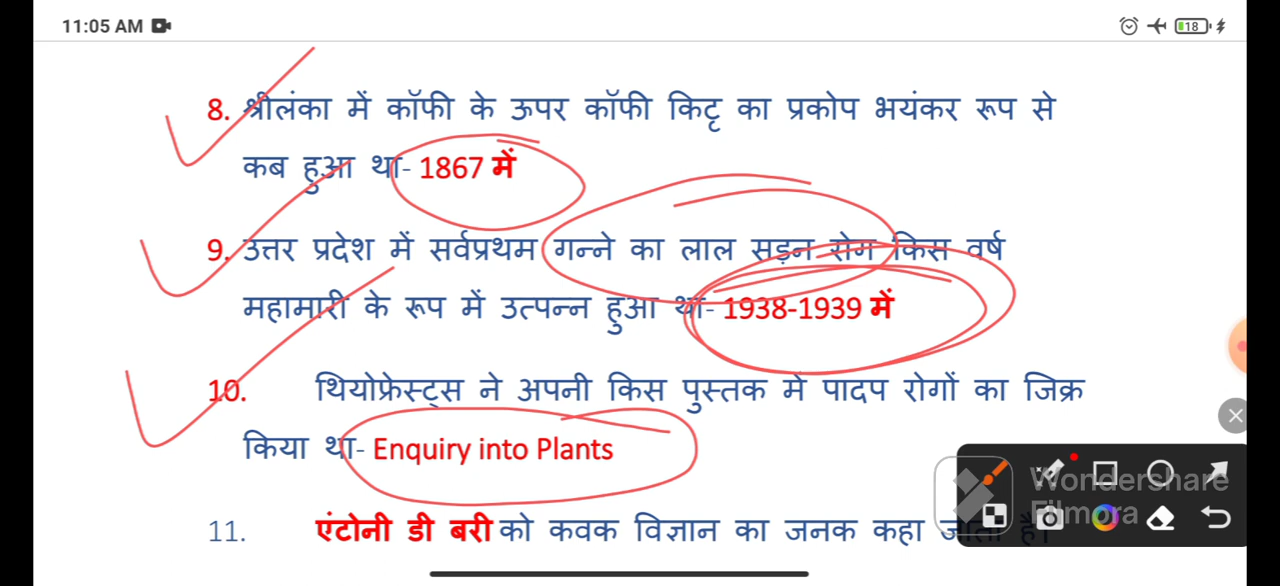 11:05 AM
18
8. श्रीलंका में कॉफी के ऊपर कॉफी किटृ का प्रकोप भयंकर रूप से
कब हुआ था- 1867 में
9. उत्तर प्रदेश में सर्वप्रथम गन्ने का लाल सड़न रोग किस वर्ष
महामारी के रूप में उत्पन्न हुआ था- 1938-1939 में
10. थियोफ्रेस्ट्स ने अपनी किस पुस्तक में पादप रोगों का जिक्र
किया था- Enquiry into Plants
Wondershare
Filmora
11. एंटोनी डी बरी को कवक विज्ञान का जनक कहा जाता है।